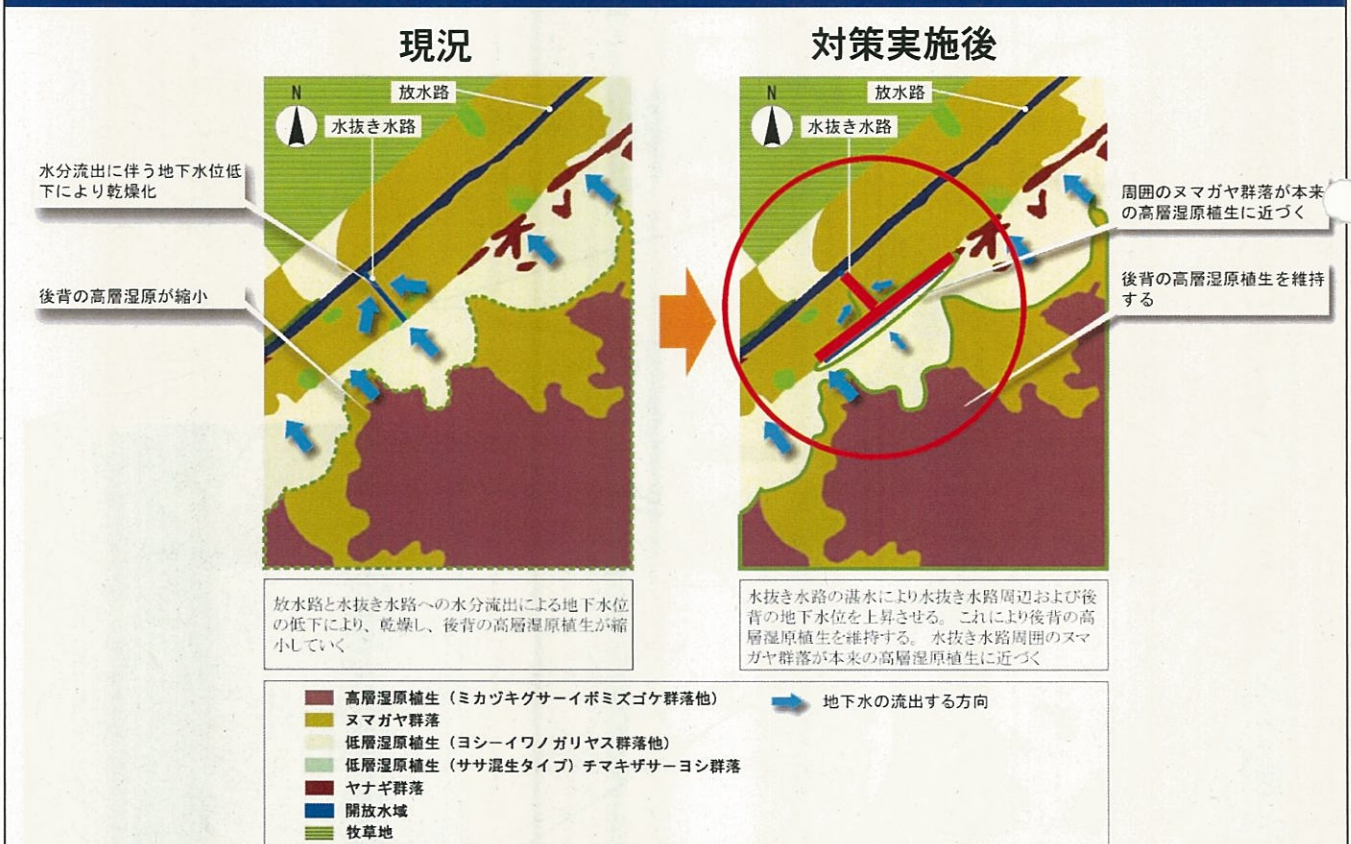 現況
対策実施後
N
放水路
水抜き水路
水分流出に伴う地下水位低
下により乾燥化
後背の高層湿原が縮小
N
放水路
水抜き水路
周囲のヌマガヤ群落が本来
の高層湿原植生に近づく
後背の高層湿原植生を維持
する
放水路と水抜き水路への水分流出による地下水位
の低下により、乾燥し、後背の高層湿原植生が縮
小していく
水抜き水路の湛水により水抜き水路周辺および後
背の地下水位を上昇させる。これにより後背の高
層湿原植生を維持する。水抜き水路周囲のヌマ
ガヤ群落が本来の高層湿原植生に近づく
高層湿原植生（ミカヅキグサーイボミズゴケ群落他）
ヌマガヤ群落
低層湿原植生（ヨシーイワノガリヤス群落他）
低層湿原植生（ササ混生タイプ）チマキザサーヨシ群落
ヤナギ群落
開放水域
牧草地
地下水の流出する方向